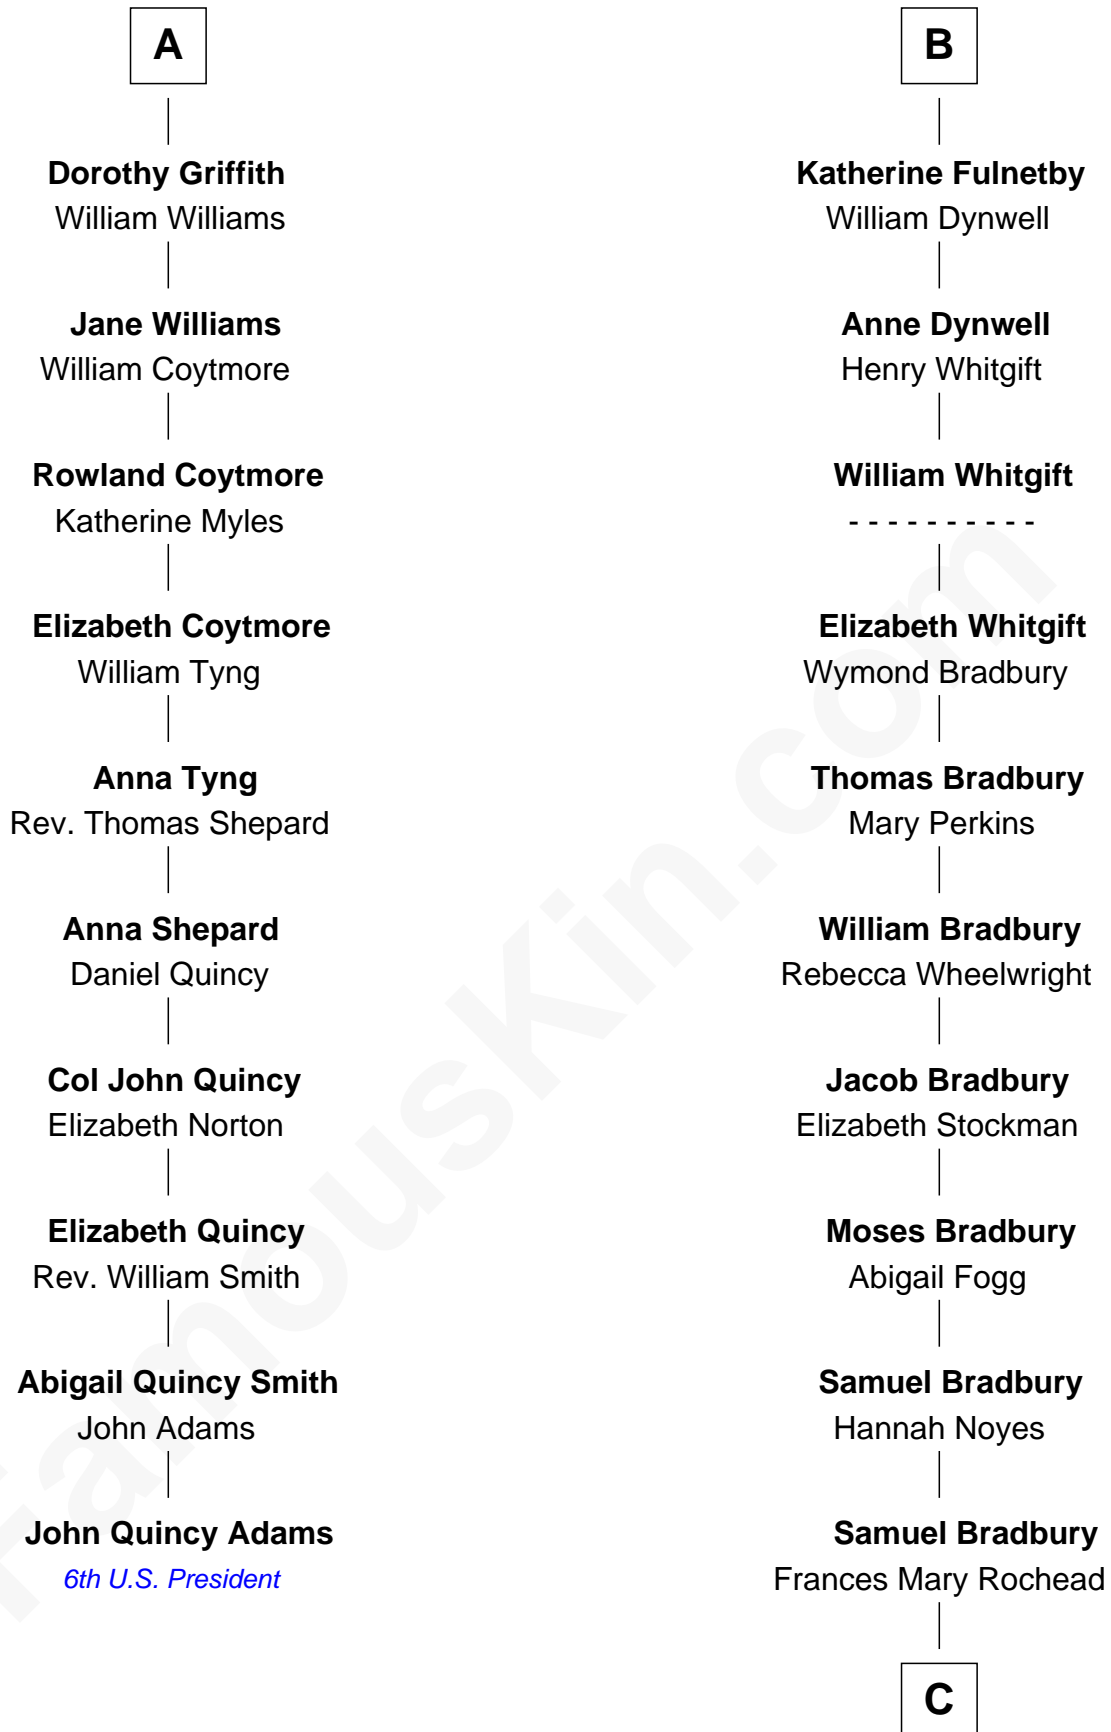 A
Dorothy Griffith
William Williams
Jane Williams
William Coytmore
Rowland Coytmore
Katherine Myles
Elizabeth Coytmore
William Tyng
Anna Tyng
Rev. Thomas Shepard
Anna Shepard
Daniel Quincy
Col John Quincy
Elizabeth Norton
Elizabeth Quincy
Rev. William Smith
Abigail Quincy Smith
John Adams
John Quincy Adams
6th U.S. President
B
Katherine Fulnetby
William Dynwell
Anne Dynwell
Henry Whitgift
William Whitgift
- - - - - - - - - -
Elizabeth Whitgift
Wymond Bradbury
Thomas Bradbury
Mary Perkins
William Bradbury
Rebecca Wheelwright
Jacob Bradbury
Elizabeth Stockman
Moses Bradbury
Abigail Fogg
Samuel Bradbury
Hannah Noyes
Samuel Bradbury
Frances Mary Rochead
C
FamousKin.com